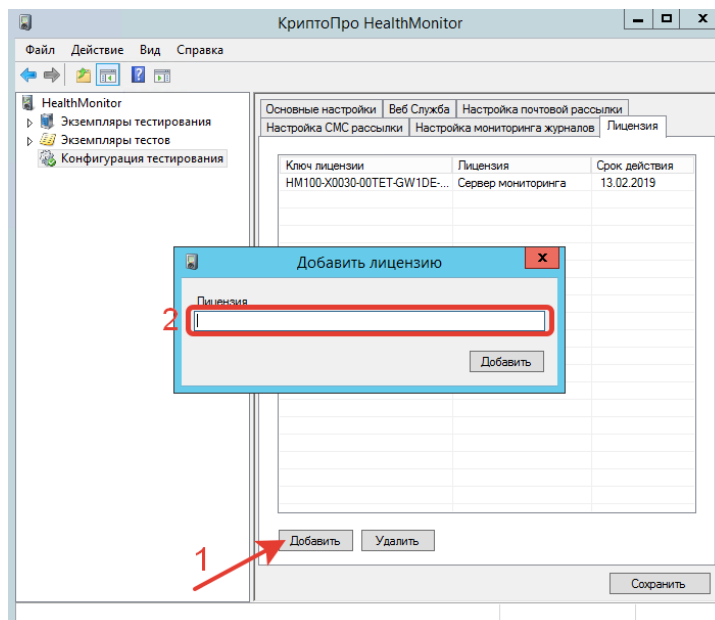 КриптоПро HealthMonitor
Файл Действие Вид Справка
HealthMonitor
Экземпляры тестирования
Экземпляры тестов
Конфигурация тестирования
Основные настройки Веб Служба Настройка почтовой рассылки
Настройка СМС рассылки Настройка мониторинга журналов Лицензия
Ключ лицензии Лицензия Срок действия
HM100-X0030-00TET-GW1DE-... Сервер мониторинга 13.02.2019
Добавить лицензию
Лицензия
2
Добавить
Добавить Удалить
1
Сохранить